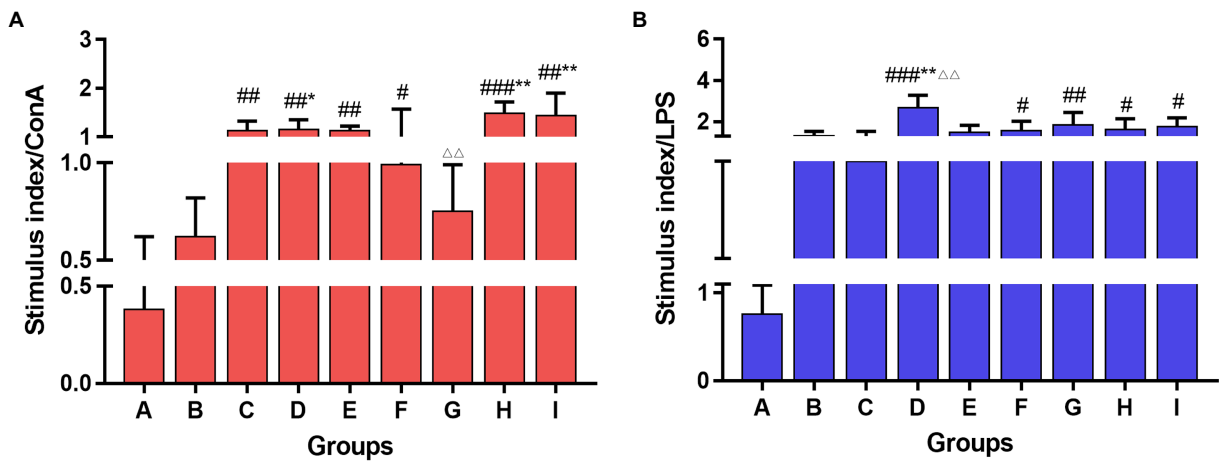 A
Stimulus index/ConA
3
2
1
1.0
0.5
0.5
0.0
## ##* ## # △△ ###** ##**
A B C D E F G H I
Groups
B
Stimulus index/LPS
6
4
2
1
0
###**△△ # ## # #
A B C D E F G H I
Groups